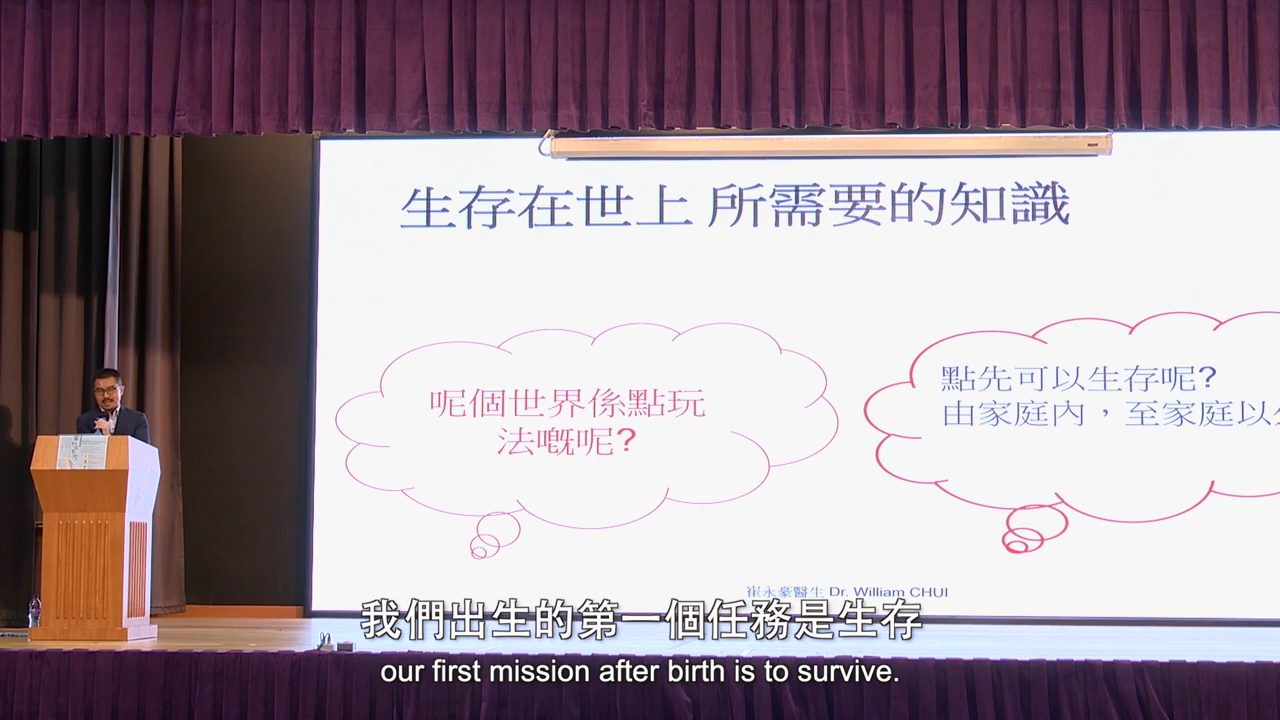 生存在世上 所需要的知識
呢個世界係點玩
法嘅呢?
點先可以生存呢?
由家庭內，至家庭以
崔永豪醫生 Dr. William CHUI
我們出生的第一個任務是生存
our first mission after birth is to survive.